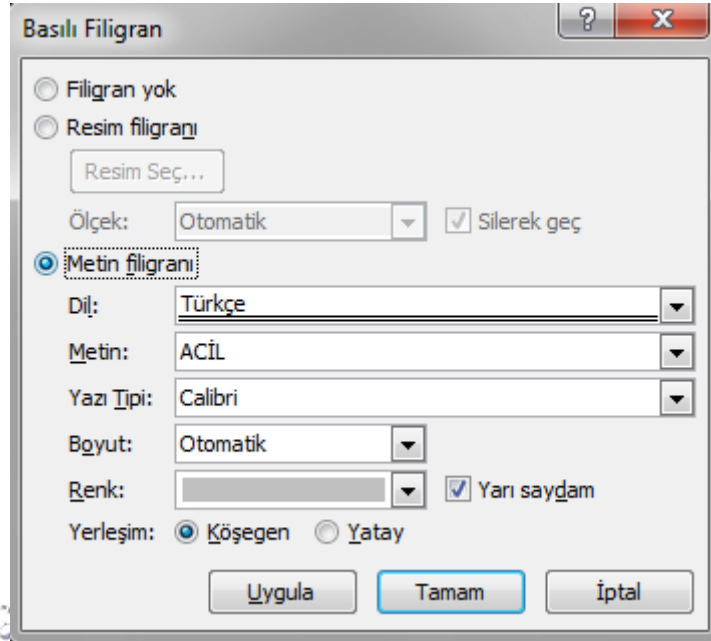 Basılı Filigran
Filigran yok
Resim filigranı
Resim Seç...
Ölçek: Otomatik Silerek geç
Metin filigranı
Dil: Türkçe
Metin: ACİL
Yazı Tipi: Calibri
Boyut: Otomatik
Renk: Yarı saydam
Yerleşim: Köşegen Yatay
Uygula Tamam İptal